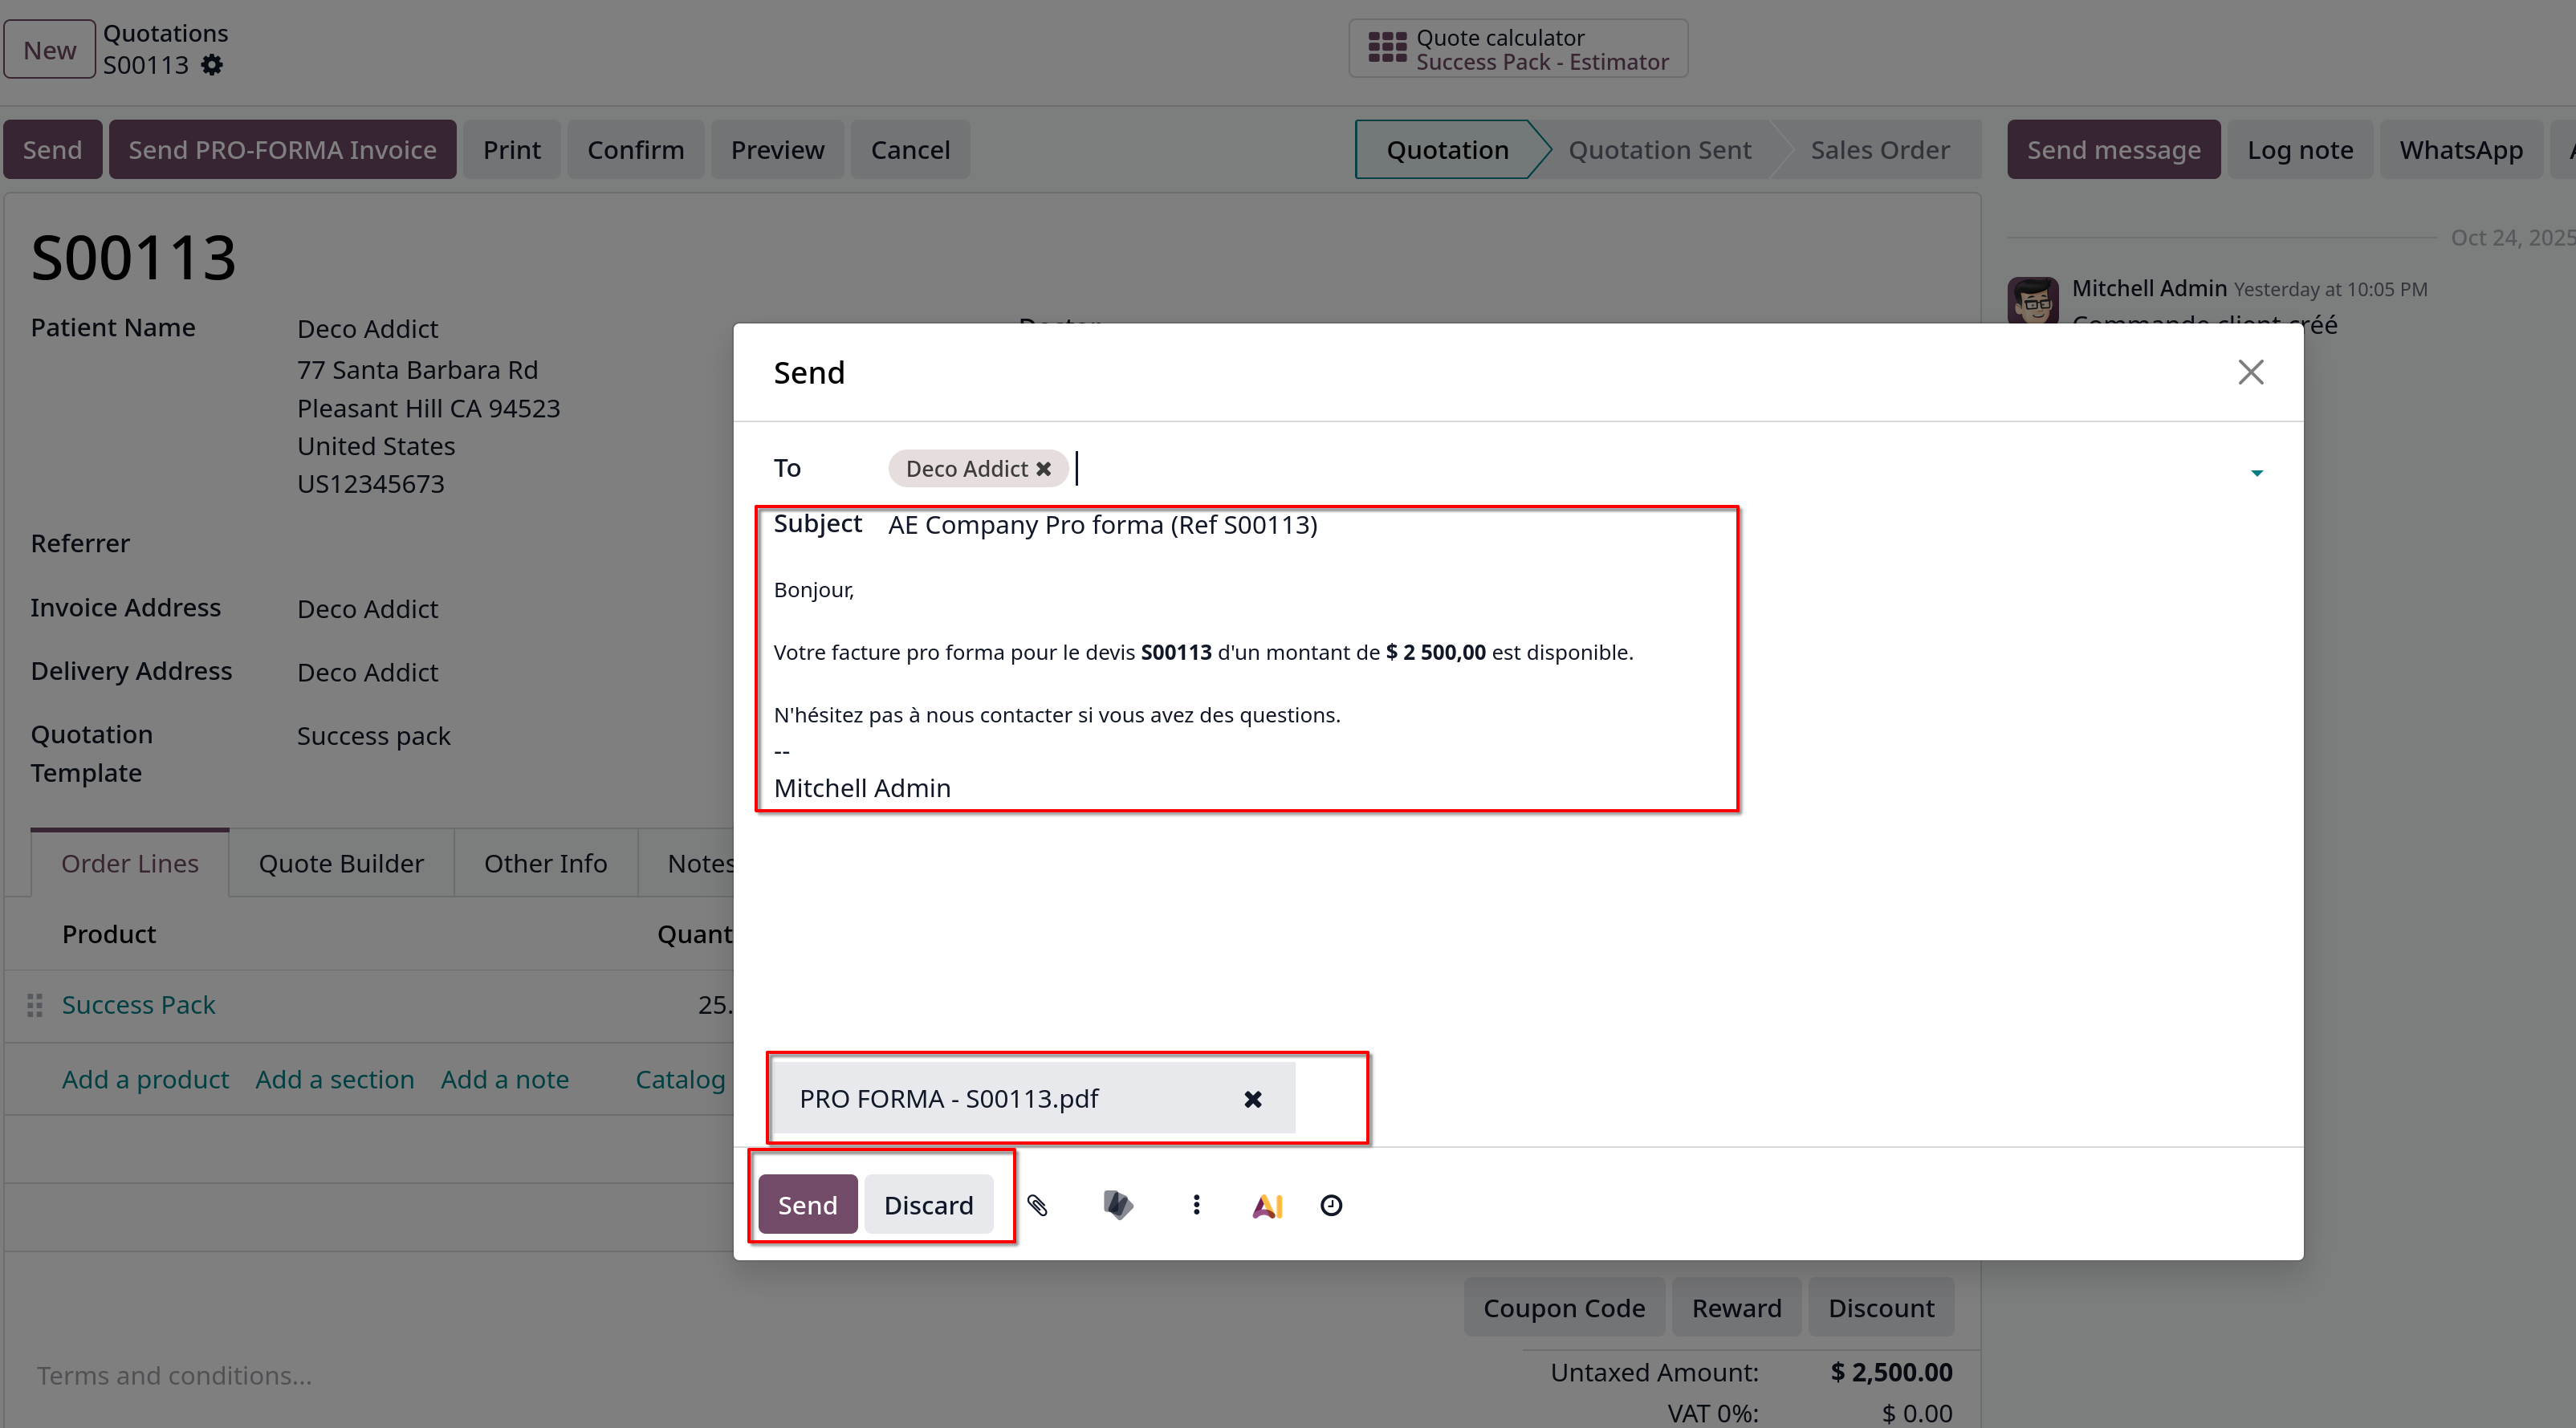 New
Quotations
S00113
Quote calculator
Success Pack - Estimator
Send
Send PRO-FORMA Invoice
Print
Confirm
Preview
Cancel
Quotation
Quotation Sent
Sales Order
Send message
Log note
WhatsApp
S00113
Patient Name
Deco Addict
77 Santa Barbara Rd
Pleasant Hill CA 94523
United States
US12345673
Referrer
Invoice Address
Deco Addict
Delivery Address
Deco Addict
Quotation
Template
Success pack
Order Lines
Quote Builder
Other Info
Notes
Product
Quant
Success Pack
25.
Add a product
Add a section
Add a note
Catalog
Terms and conditions...
Oct 24, 2025
Mitchell Admin Yesterday at 10:05 PM
Commande client créé
Send
To
Deco Addict
Subject
AE Company Pro forma (Ref S00113)
Bonjour,
Votre facture pro forma pour le devis S00113 d'un montant de $ 2 500,00 est disponible.
N'hésitez pas à nous contacter si vous avez des questions.
--
Mitchell Admin
PRO FORMA - S00113.pdf
Send
Discard
AI
Coupon Code
Reward
Discount
Untaxed Amount:
$ 2,500.00
VAT 0%:
$ 0.00